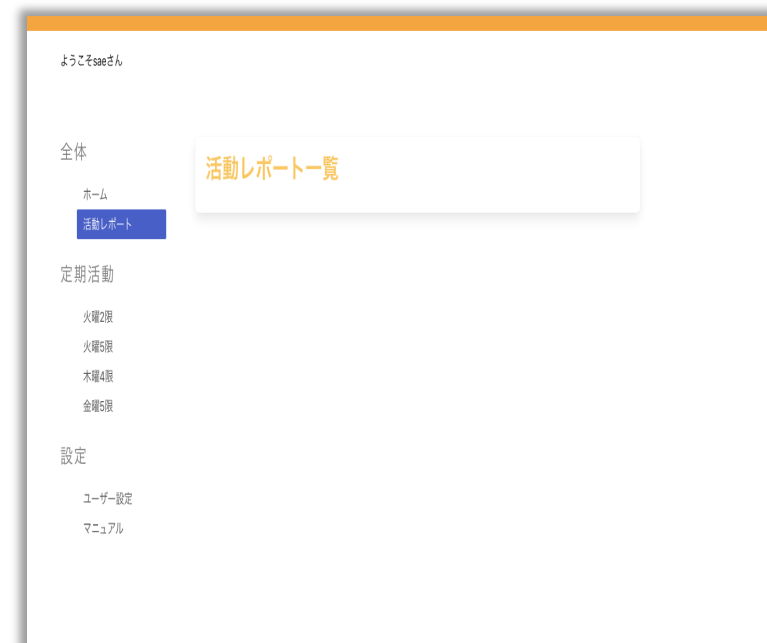 ようこそsaeさん
全体
ホーム
活動レポート
定期活動
火曜2限
火曜5限
木曜4限
金曜5限
設定
ユーザー設定
マニュアル
活動レポート一覧